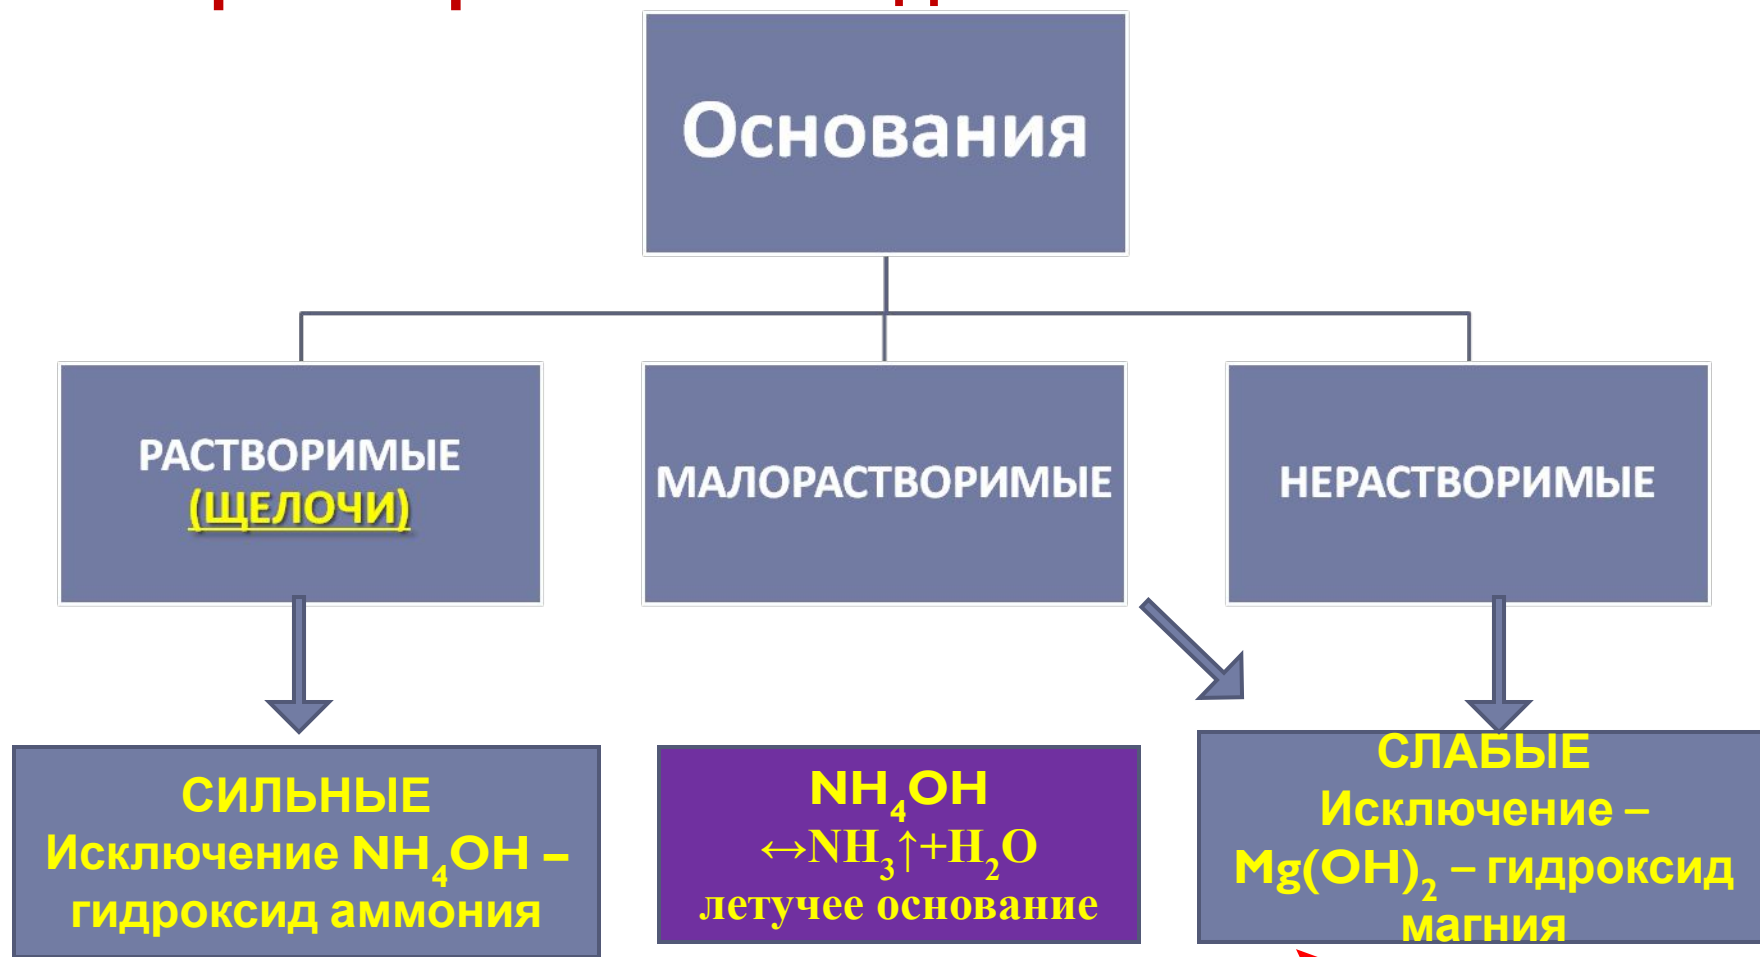 Основания
РАСТВОРИМЫЕ
(ЩЕЛОЧИ)
МАЛОРАСТВОРИМЫЕ
НЕРАСТВОРИМЫЕ
СИЛЬНЫЕ
Исключение NH₄OH –
гидроксид аммония
NH₄OH
↔NH₃↑+H₂O
летучее основание
СЛАБЫЕ
Исключение –
Mg(OH)₂ – гидроксид
магния